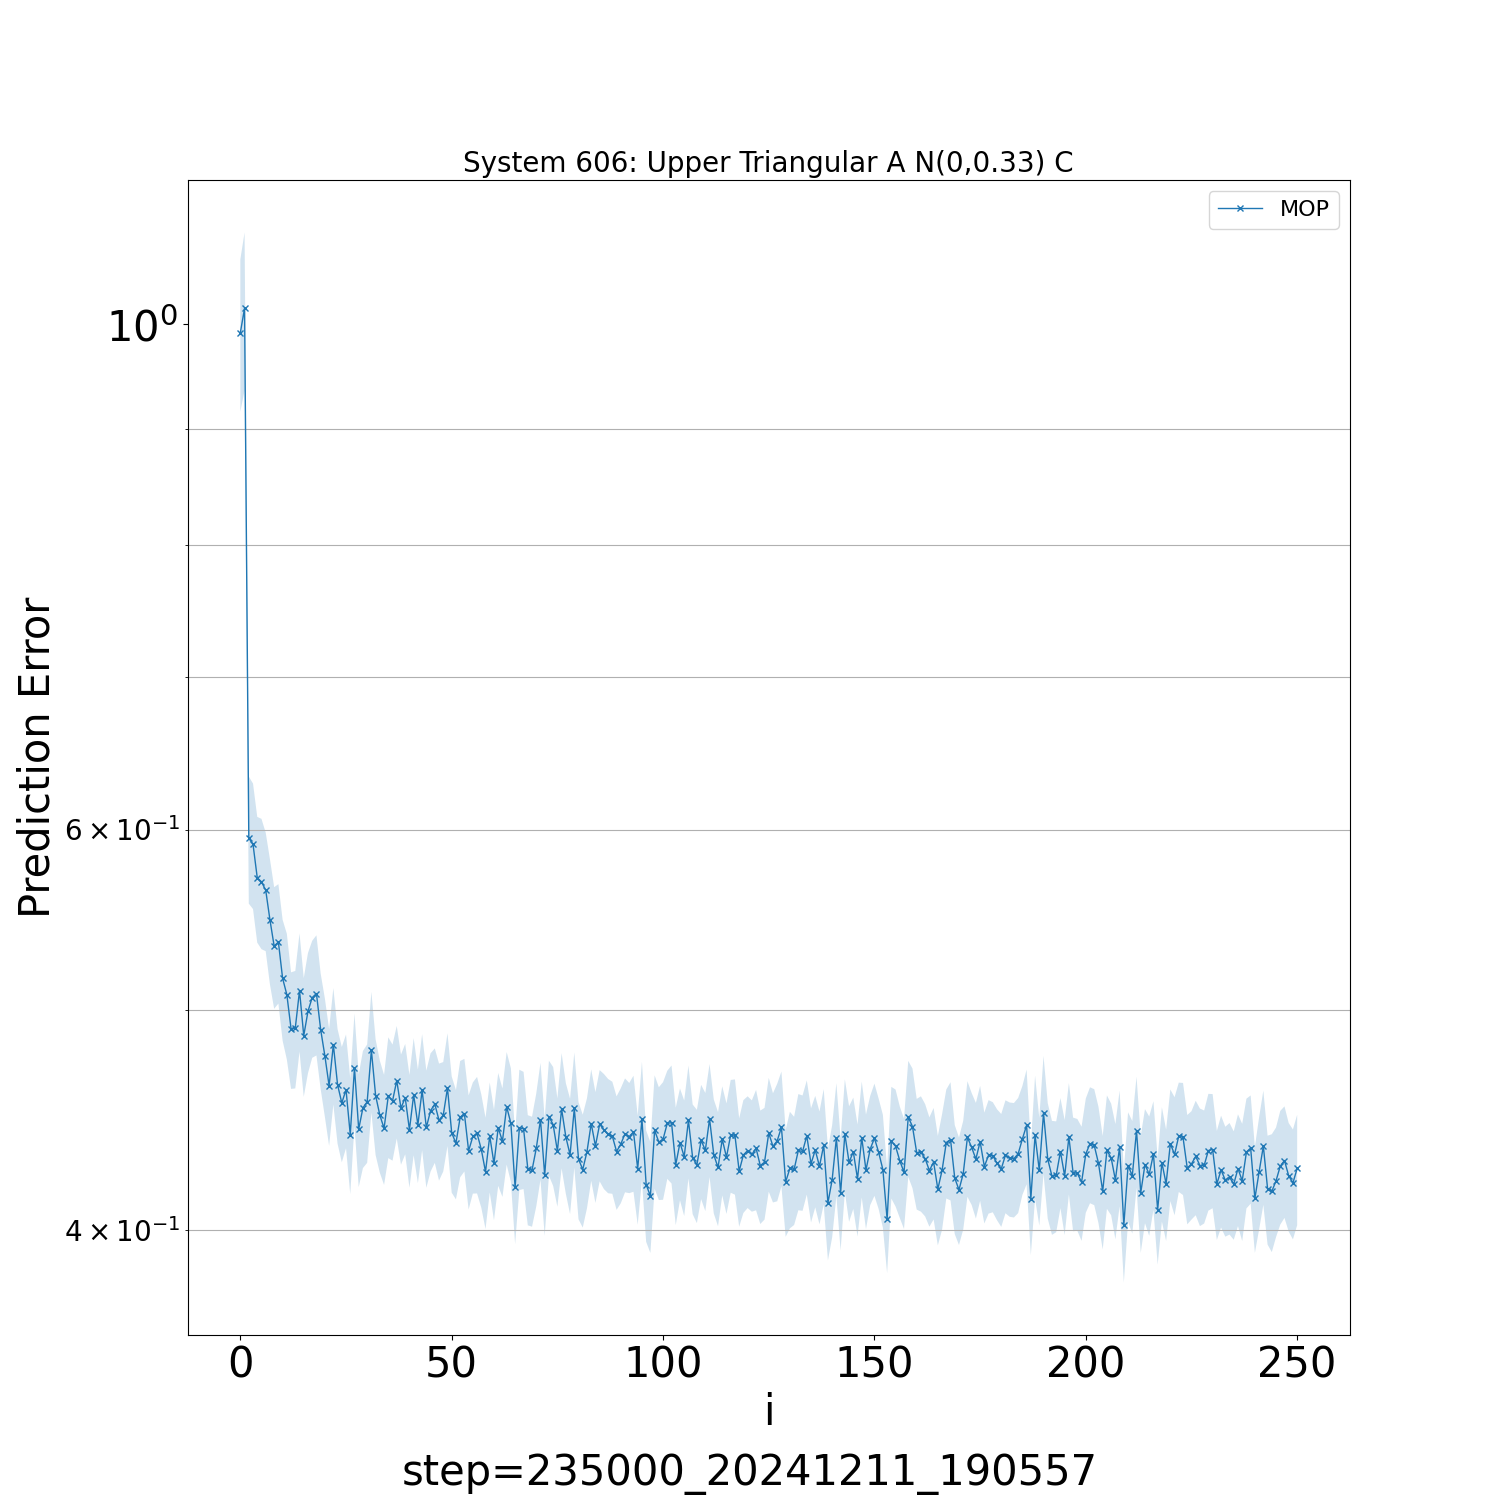 System 606: Upper Triangular A N(0,0.33) C
MOP
10⁰
6 × 10⁻¹
4 × 10⁻¹
Prediction Error
0 50 100 150 200 250
i
step=235000_20241211_190557